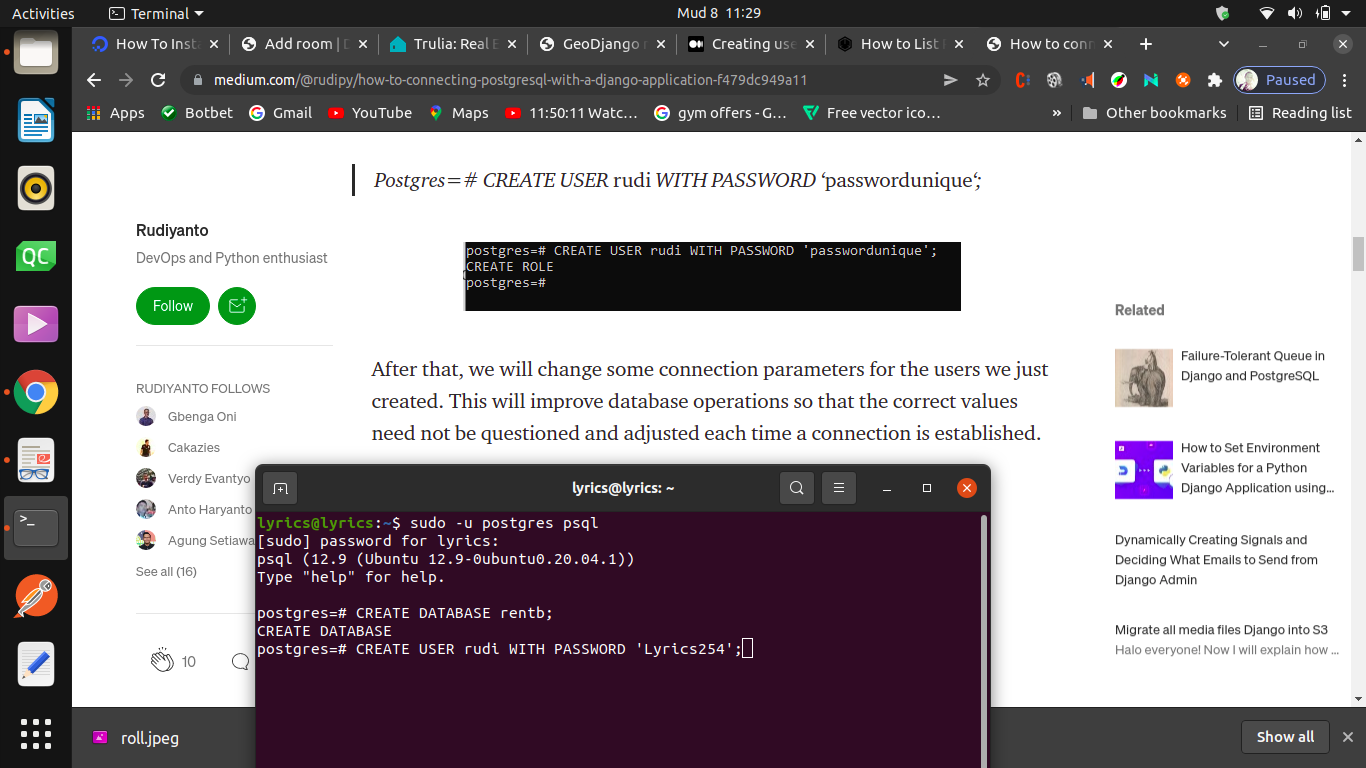 Activities
Terminal
Mud 8 11:29
How To Inst
Add room | D
Trulia: Real E
GeoDjango
Creating use
How to List
How to conn
medium.com/@rudipy/how-to-connecting-postgresql-with-a-django-application-f479dc949a11
Paused
Apps
Botbet
Gmail
YouTube
Maps
11:50:11 Watc…
gym offers - G…
Free vector ico…
»
Other bookmarks
Reading list
Postgres=# CREATE USER rudi WITH PASSWORD ‘passwordunique‘;
Rudiyanto
DevOps and Python enthusiast
Follow
RUDIYANTO FOLLOWS
Gbenga Oni
Cakazies
Verdy Evantyo
Anto Haryanto
Agung Setiawa
See all (16)
10
postgres=# CREATE USER rudi WITH PASSWORD 'passwordunique';
CREATE ROLE
postgres=#
After that, we will change some connection parameters for the users we just
created. This will improve database operations so that the correct values
need not be questioned and adjusted each time a connection is established.
Related
Failure-Tolerant Queue in
Django and PostgreSQL
How to Set Environment
Variables for a Python
Django Application using…
Dynamically Creating Signals and
Deciding What Emails to Send from
Django Admin
Migrate all media files Django into S3
Halo everyone! Now I will explain how …
lyrics@lyrics: ~
lyrics@lyrics:~$ sudo -u postgres psql
[sudo] password for lyrics:
psql (12.9 (Ubuntu 12.9-0ubuntu0.20.04.1))
Type "help" for help.
postgres=# CREATE DATABASE rentb;
CREATE DATABASE
postgres=# CREATE USER rudi WITH PASSWORD 'Lyrics254';
QC
>_
roll.jpeg
Show all